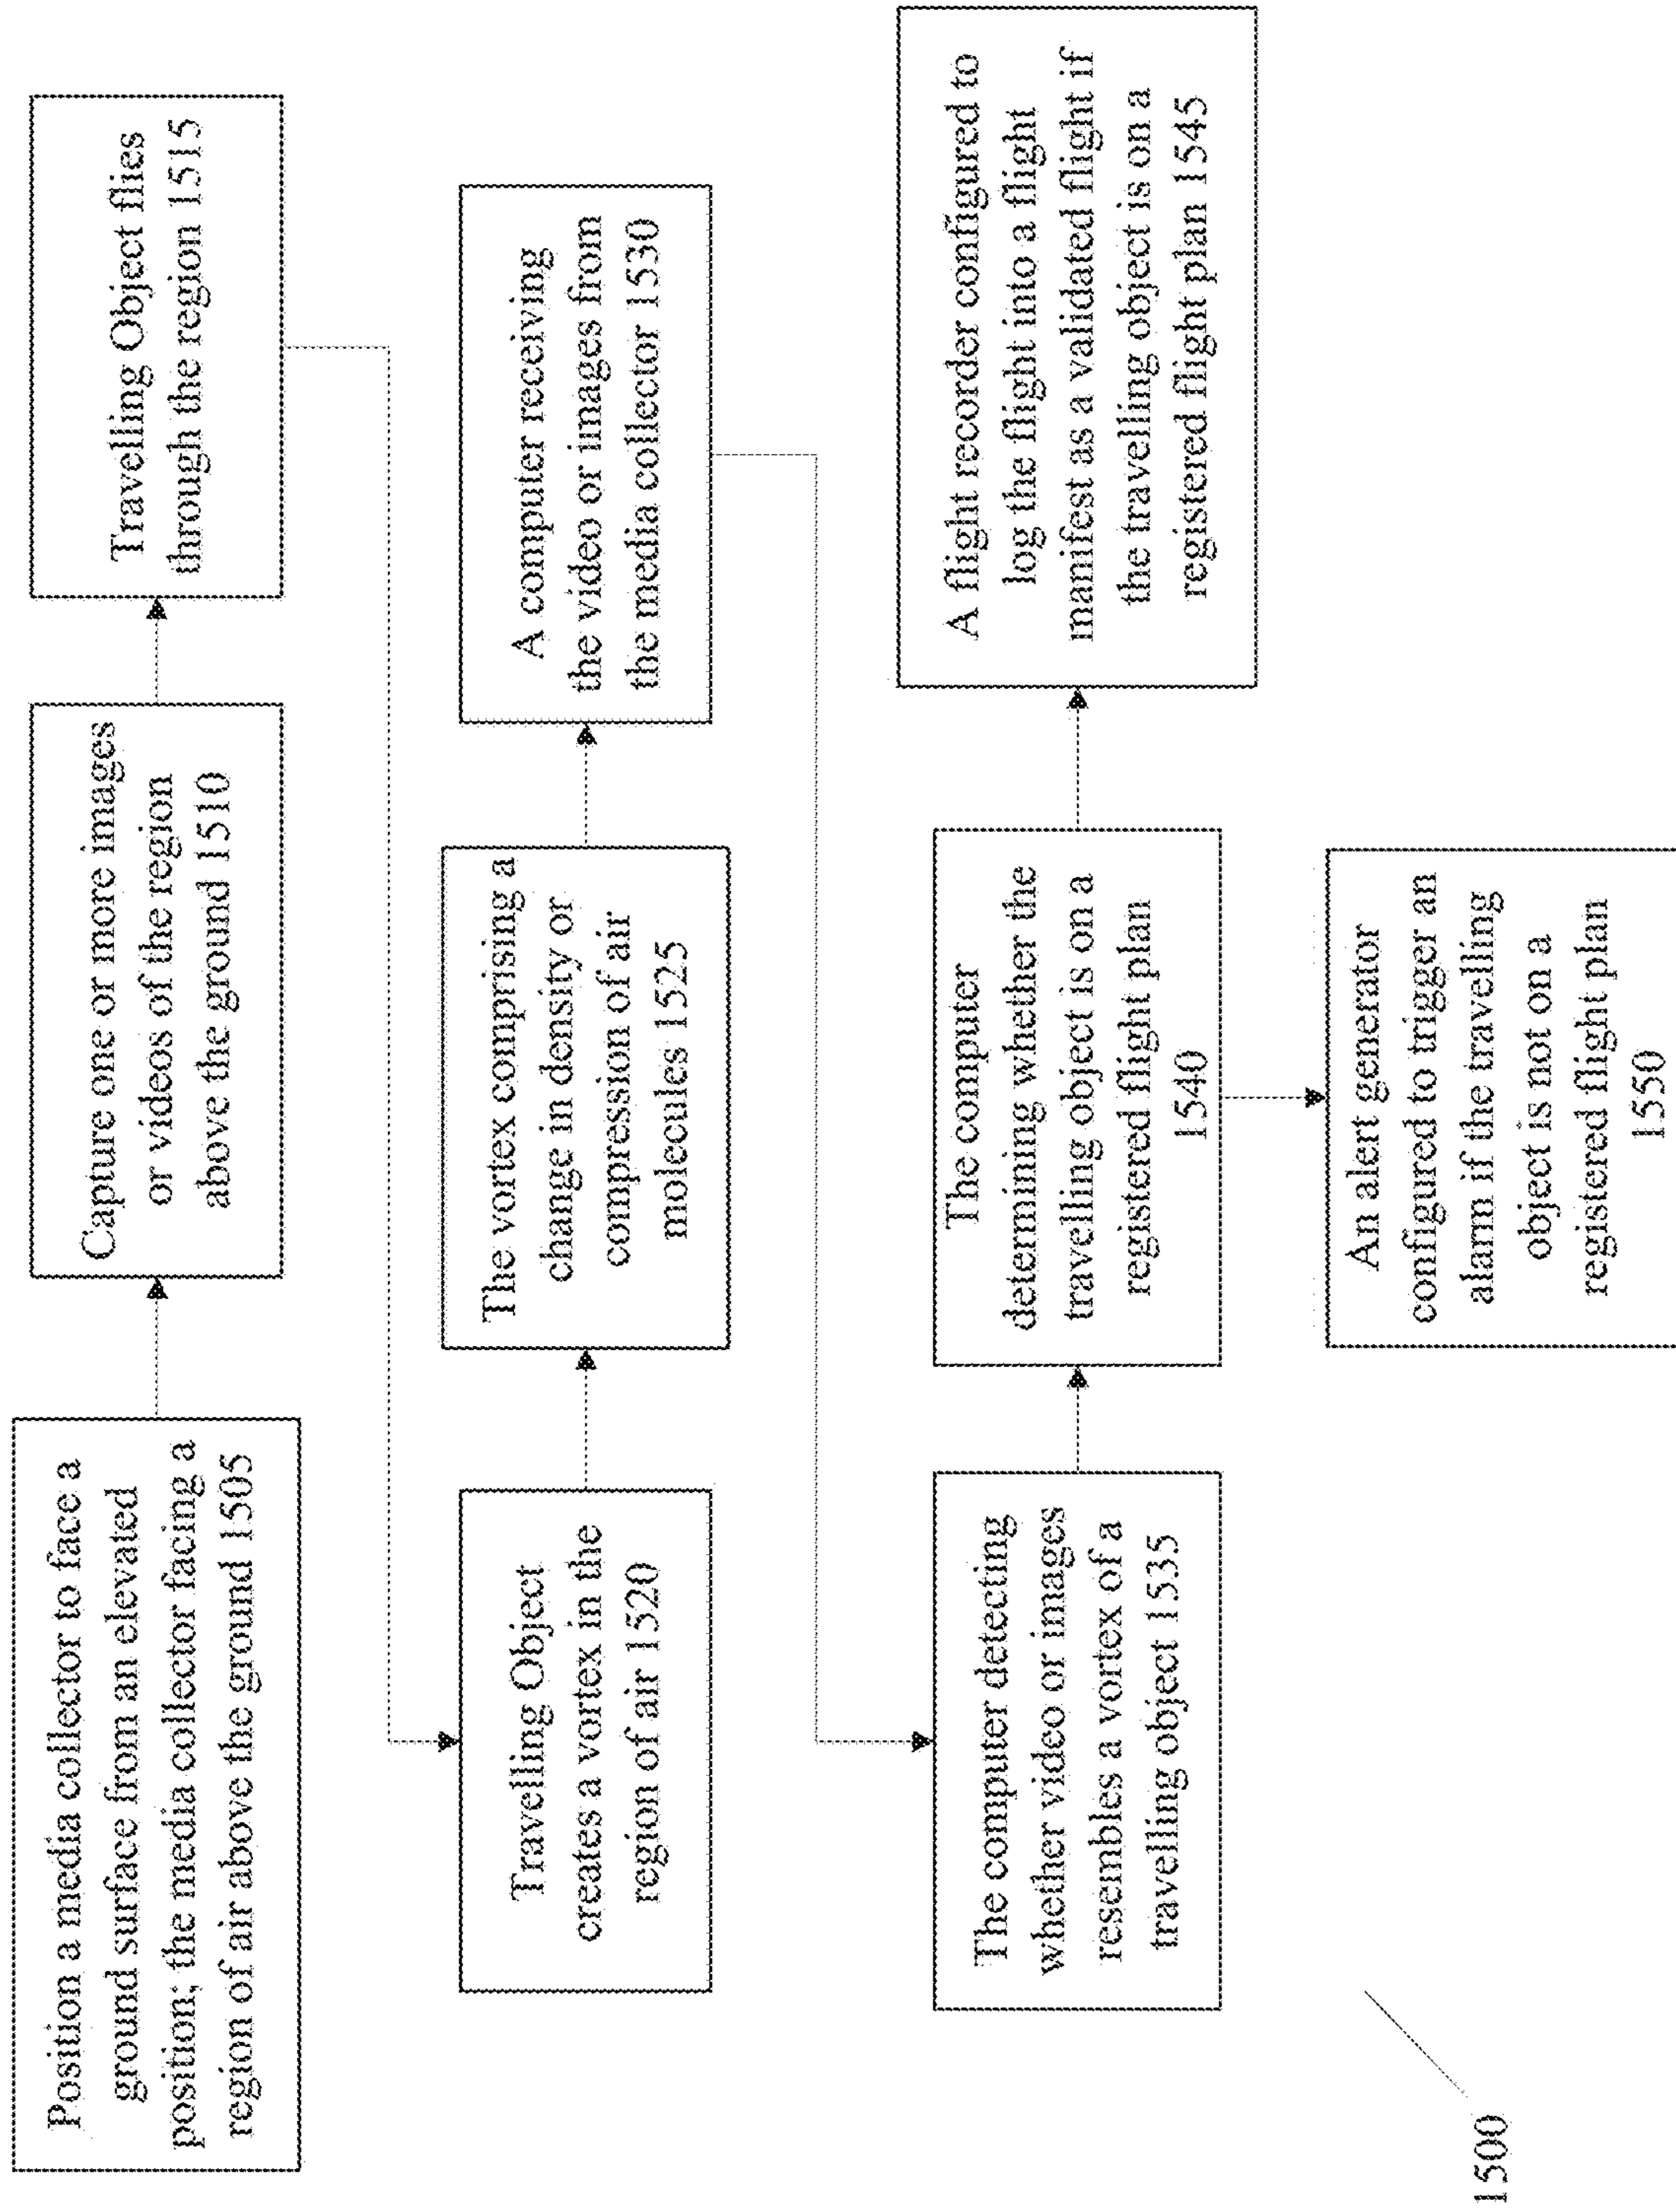 Position a media collector to face a
ground surface from an elevated
position; the media collector facing a
region of air above the ground 1505
Capture one or more images
or videos of the region
above the ground 1510
Travelling Object flies
through the region 1515
Travelling Object
creates a vortex in the
region of air 1520
The vortex comprising a
change in density or
compression of air
molecules 1525
A computer receiving
the video or images from
the media collector 1530
The computer detecting
whether video or images
resembles a vortex of a
travelling object 1535
The computer
determining whether the
travelling object is on a
registered flight plan
1540
A flight recorder configured to
log the flight into a flight
manifest as a validated flight if
the travelling object is on a
registered flight plan 1545
An alert generator
configured to trigger an
alarm if the travelling
object is not on a
registered flight plan
1550
1500